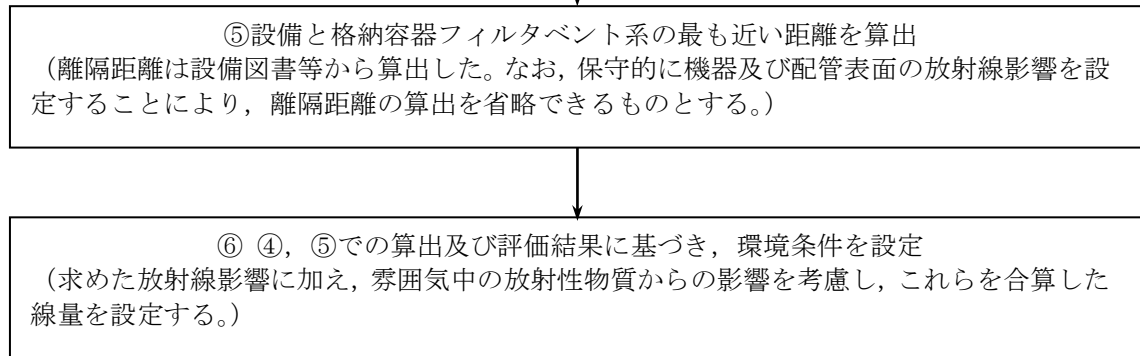 ⑤設備と格納容器フィルタベント系の最も近い距離を算出
（離隔距離は設備図書等から算出した。なお，保守的に機器及び配管表面の放射線影響を設
定することにより，離隔距離の算出を省略できるものとする。）
⑥ ④，⑤での算出及び評価結果に基づき，環境条件を設定
（求めた放射線影響に加え，雰囲気中の放射性物質からの影響を考慮し，これらを合算した
線量を設定する。）